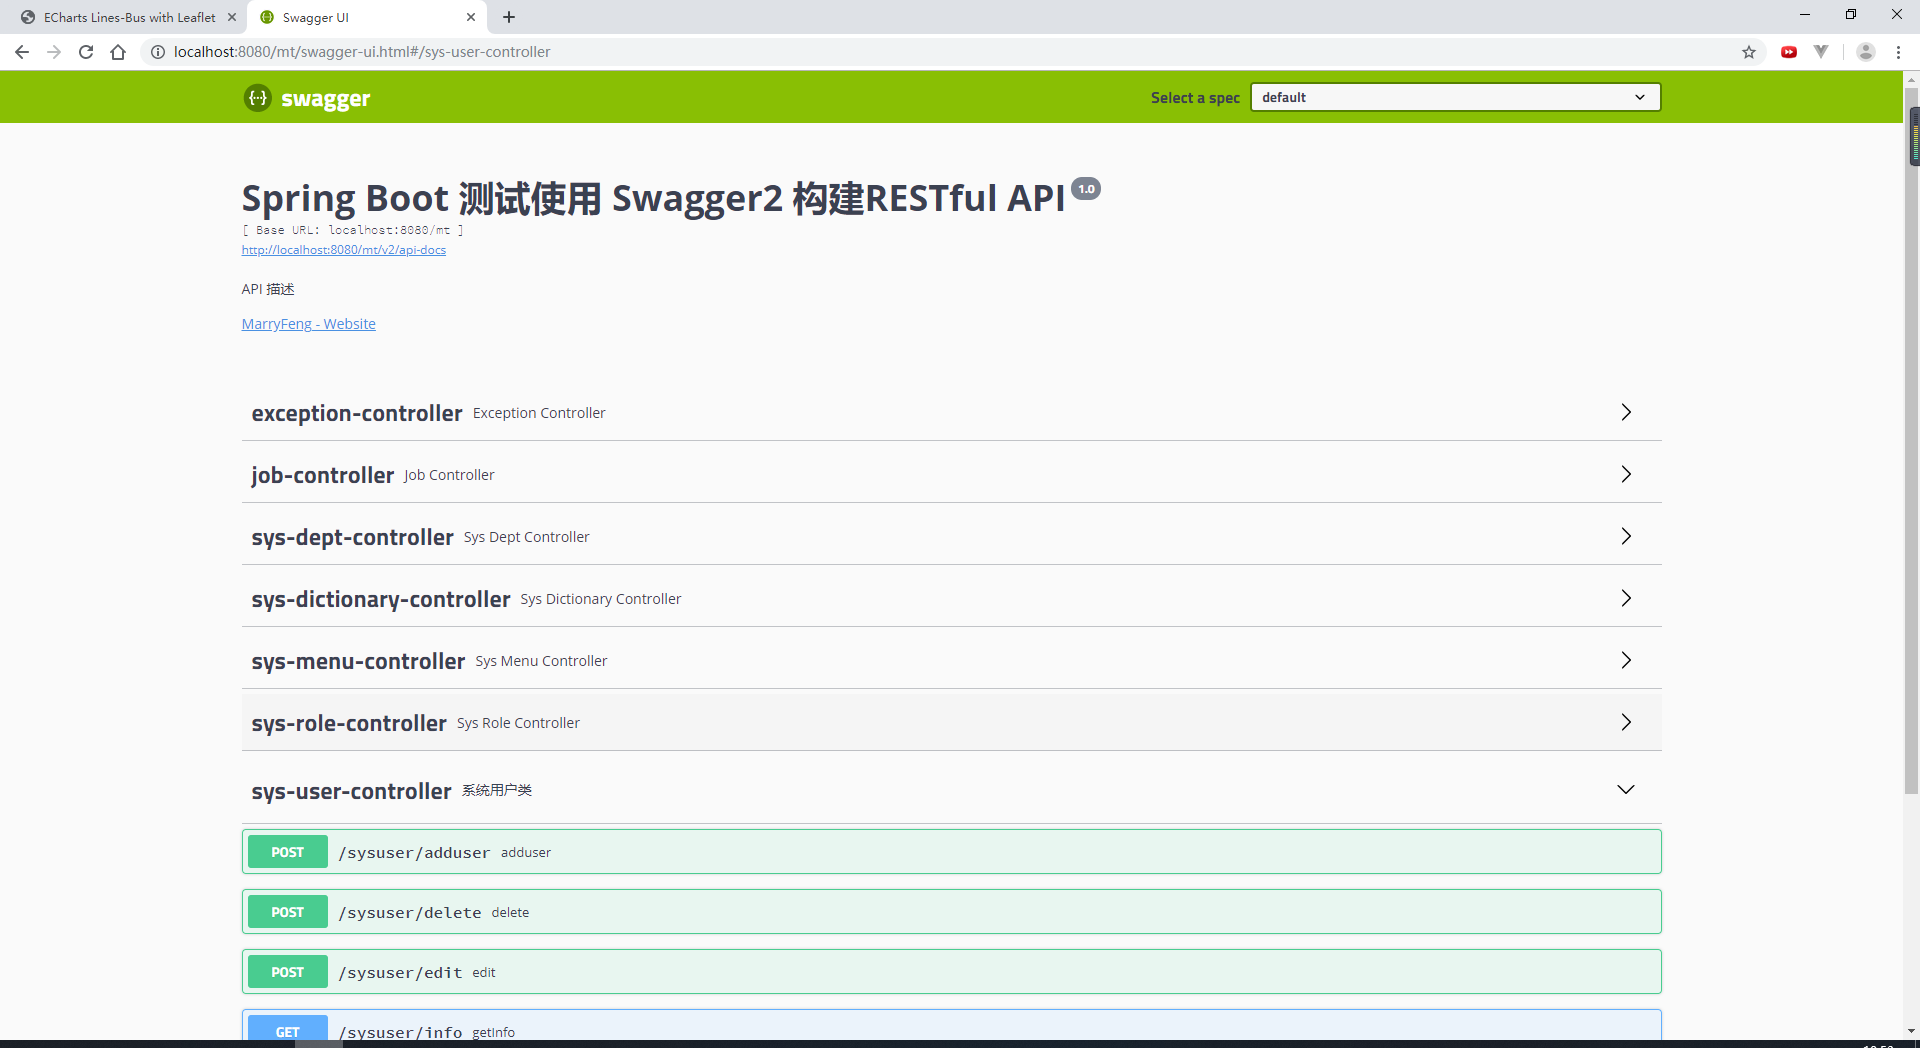 ECharts Lines-Bus with Leaflet
Swagger UI
localhost:8080/mt/swagger-ui.html#/sys-user-controller
swagger
Select a spec
default
Spring Boot 测试使用 Swagger2 构建RESTful API 1.0
[ Base URL: localhost:8080/mt ]
http://localhost:8080/mt/v2/api-docs
API 描述
MarryFeng - Website
exception-controller Exception Controller
job-controller Job Controller
sys-dept-controller Sys Dept Controller
sys-dictionary-controller Sys Dictionary Controller
sys-menu-controller Sys Menu Controller
sys-role-controller Sys Role Controller
sys-user-controller 系统用户类
POST /sysuser/adduser adduser
POST /sysuser/delete delete
POST /sysuser/edit edit
GET /sysuser/info getInfo